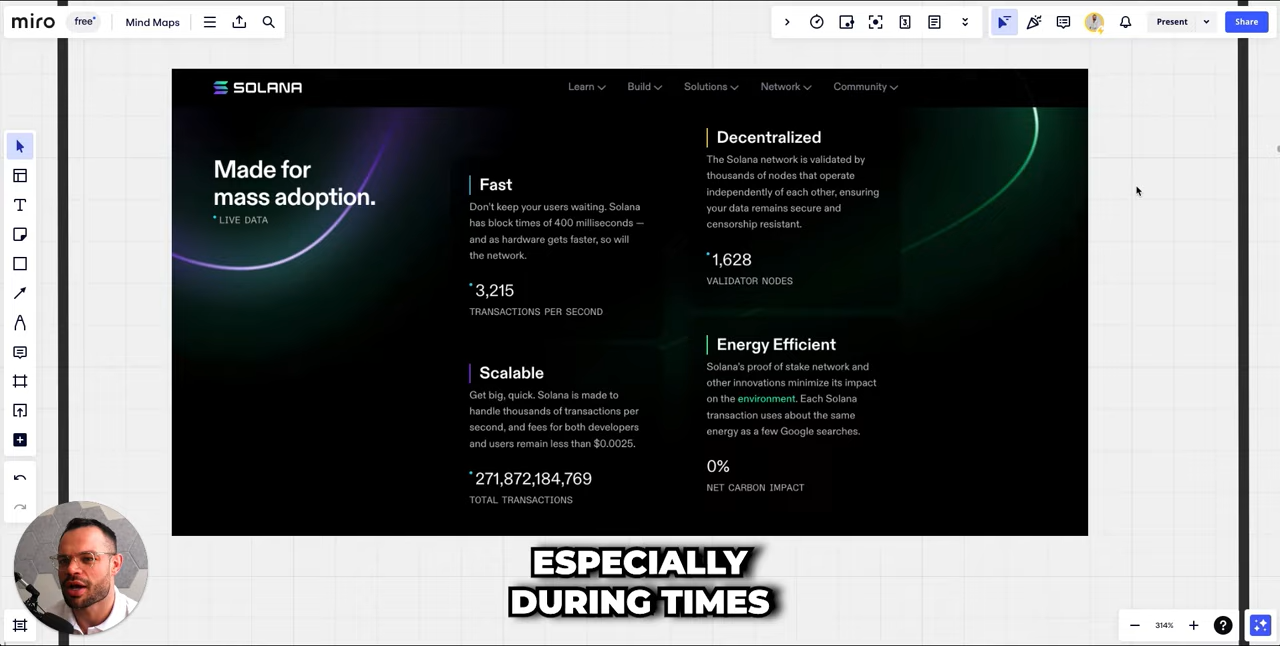 miro free Mind Maps
3
Present
Share
SOLANA
Learn Build Solutions Network Community
Made for
mass adoption.
LIVE DATA
Fast
Don't keep your users waiting. Solana
has block times of 400 milliseconds —
and as hardware gets faster, so will
the network.
3,215
TRANSACTIONS PER SECOND
Decentralized
The Solana network is validated by
thousands of nodes that operate
independently of each other, ensuring
your data remains secure and
censorship resistant.
1,628
VALIDATOR NODES
Scalable
Get big, quick. Solana is made to
handle thousands of transactions per
second, and fees for both developers
and users remain less than $0.0025.
271,872,184,769
TOTAL TRANSACTIONS
Energy Efficient
Solana's proof of stake network and
other innovations minimize its impact
on the environment. Each Solana
transaction uses about the same
energy as a few Google searches.
0%
NET CARBON IMPACT
ESPECIALLY
DURING TIMES
314%
?